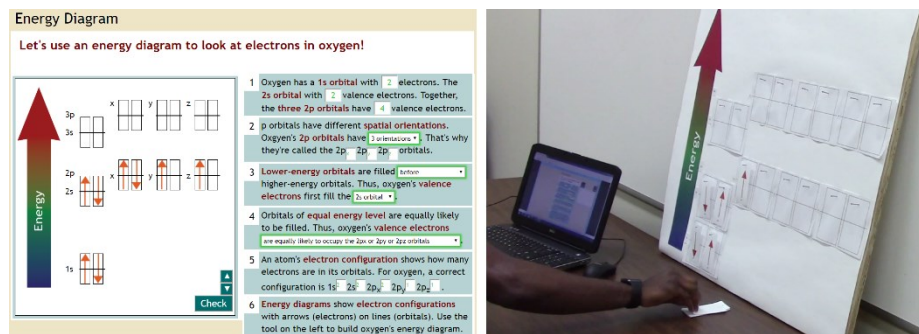 Energy Diagram
Let's use an energy diagram to look at electrons in oxygen!
Energy
3p
3s
2p
2s
1s
x
y
z
x
y
z
Check
1 Oxygen has a 1s orbital with 2 electrons. The
2s orbital with 2 valence electrons. Together,
the three 2p orbitals have 4 valence electrons.
2 p orbitals have different spatial orientations.
Oxgyen's 2p orbitals have 3 orientations. That's why
they're called the 2p 2p 2p orbitals.
3 Lower-energy orbitals are filled before
higher-energy orbitals. Thus, oxygen's valence
electrons first fill the 2s orbital.
4 Orbitals of equal energy level are equally likely
to be filled. Thus, oxygen's valence electrons
are equally likely to occupy the 2px or 2py or 2pz orbitals
5 An atom's electron configuration shows how many
electrons are in its orbitals. For oxygen, a correct
configuration is 1s 2s 2px 2py 2pz.
6 Energy diagrams show electron configurations
with arrows (electrons) on lines (orbitals). Use the
tool on the left to build oxygen's energy diagram.
Energy